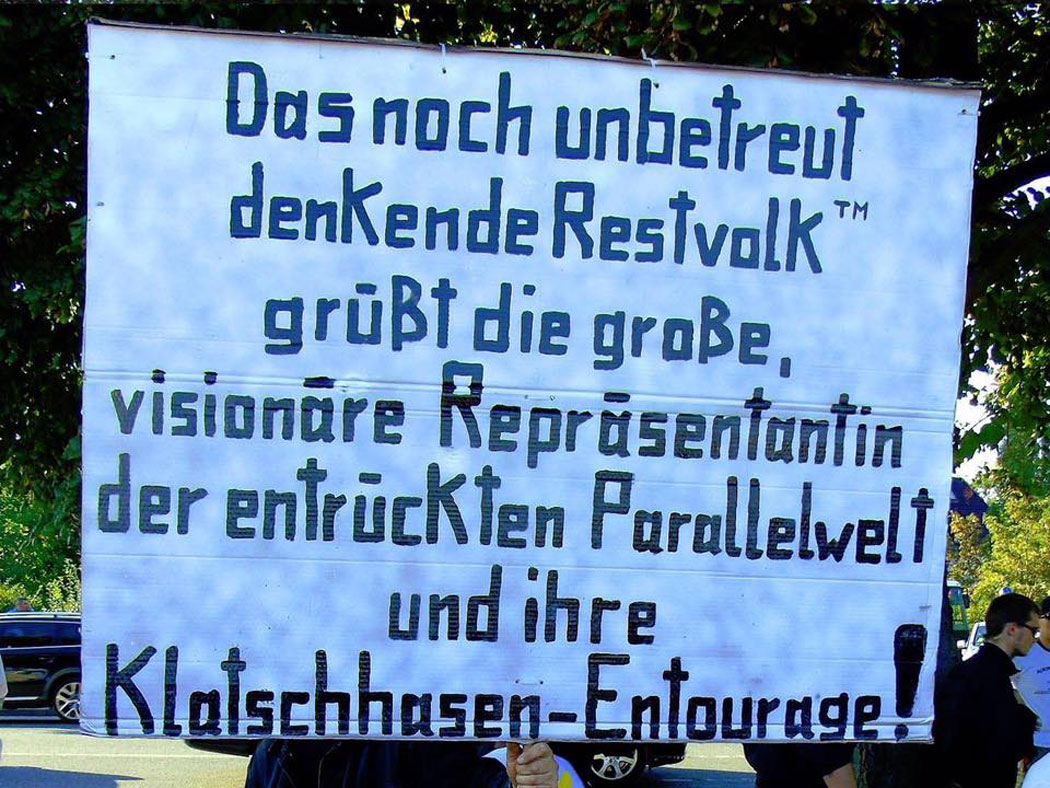 Das noch unbetreut
denkende Restvolk™
grüßt die große,
visionäre Repräsentantin
der entrückten Parallelwelt
und ihre
Klatschhasen-Entourage!